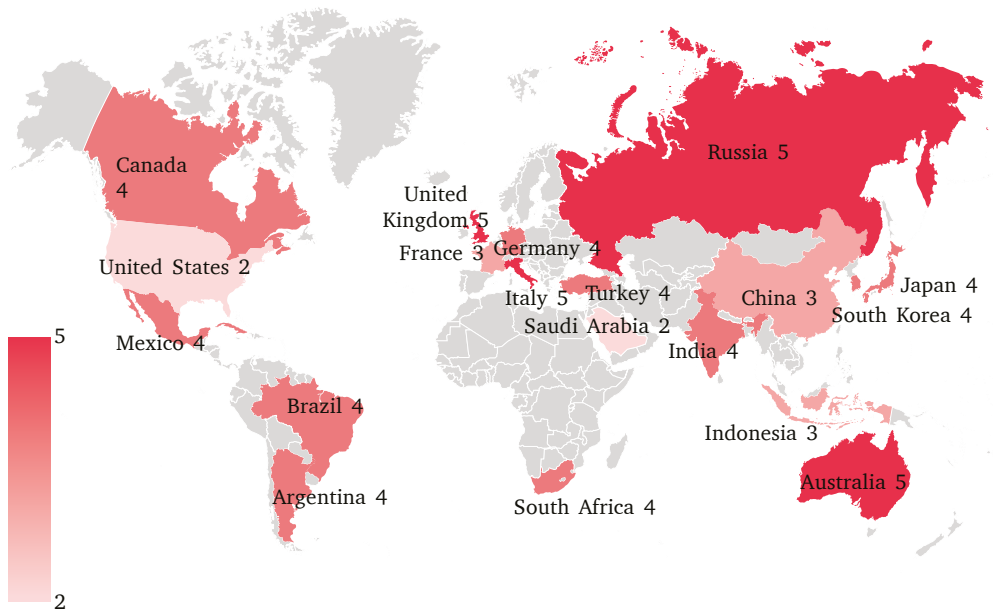 Canada
4
Russia 5
United
Kingdom 5
France 3
Germany 4
United States 2
Italy 5
Turkey 4
China 3
Japan 4
South Korea 4
Saudi Arabia 2
Mexico 4
India 4
5
Brazil 4
Indonesia 3
Australia 5
Argentina 4
South Africa 4
2